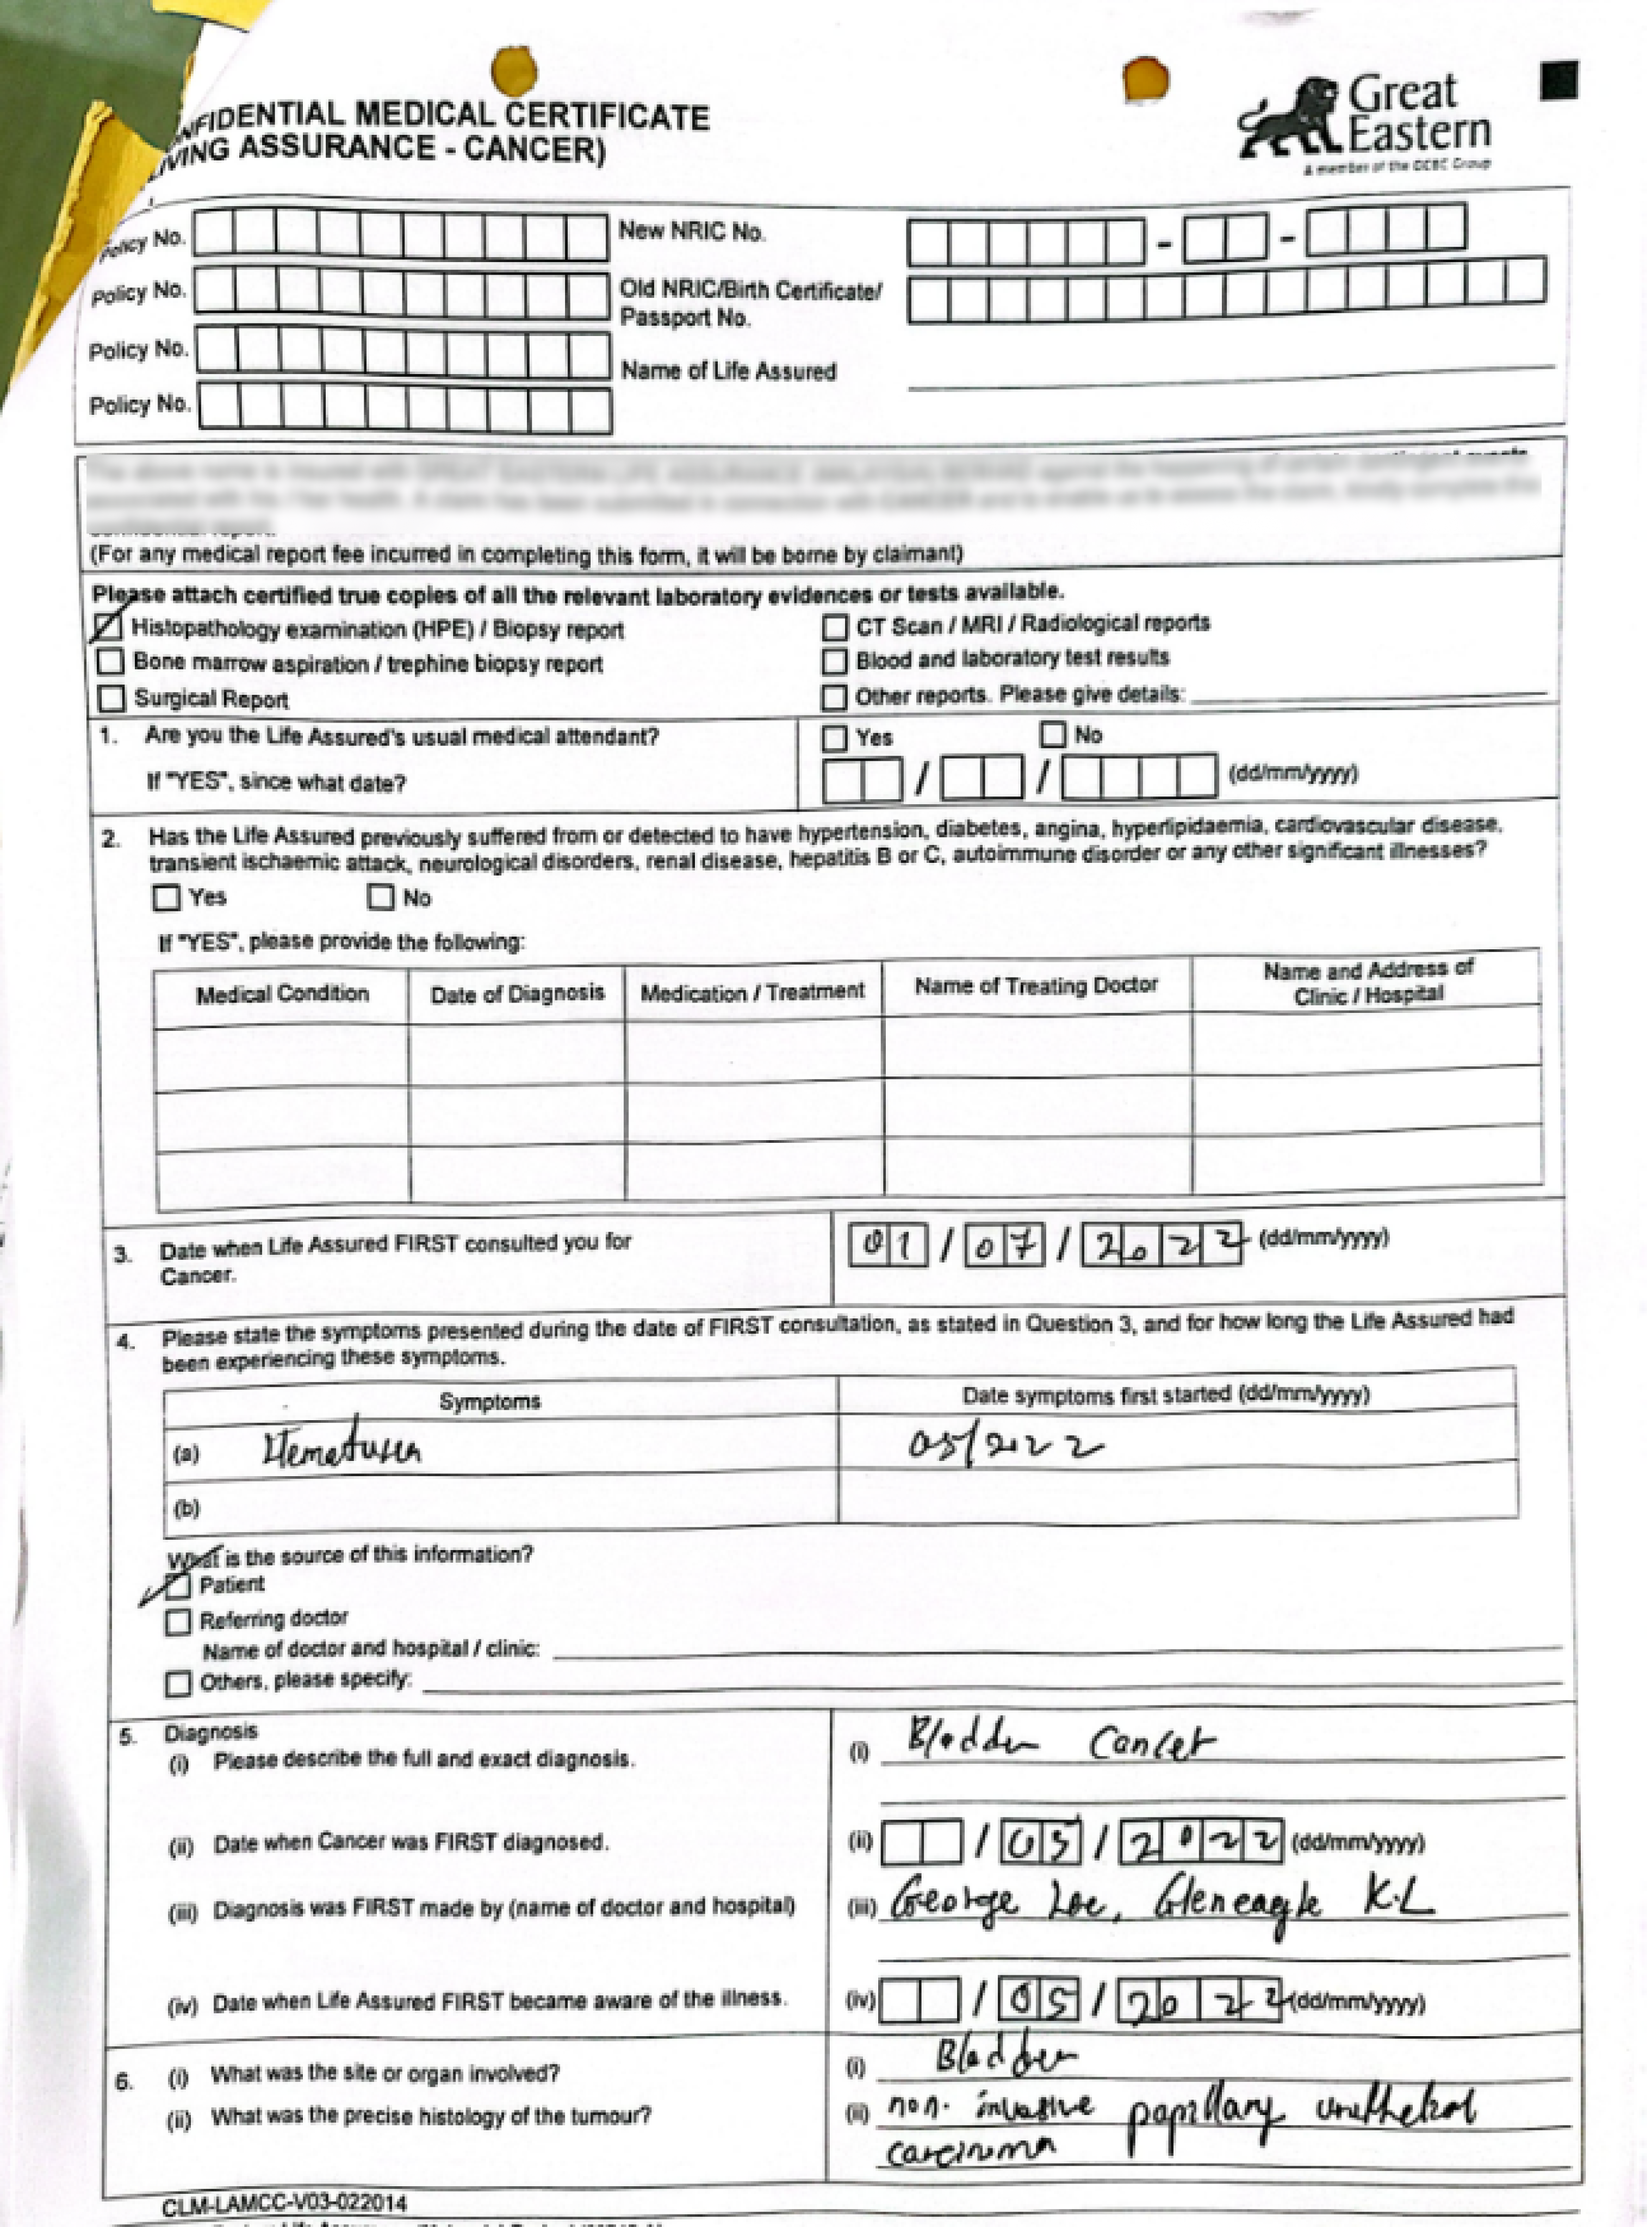 NFIDENTIAL MEDICAL CERTIFICATE
VING ASSURANCE - CANCER)
Great
Eastern
A member of the OCBC Group
Policy No.
New NRIC No.
Policy No.
Old NRIC/Birth Certificate/
Passport No.
Policy No.
Name of Life Assured
Policy No.
(For any medical report fee incurred in completing this form, it will be borne by claimant)
Please attach certified true copies of all the relevant laboratory evidences or tests available.
Histopathology examination (HPE) / Biopsy report
CT Scan / MRI / Radiological reports
Bone marrow aspiration / trephine biopsy report
Blood and laboratory test results
Surgical Report
Other reports. Please give details:
1. Are you the Life Assured's usual medical attendant?
Yes No
If "YES", since what date?
/ / (dd/mm/yyyy)
2. Has the Life Assured previously suffered from or detected to have hypertension, diabetes, angina, hyperlipidaemia, cardiovascular disease,
transient ischaemic attack, neurological disorders, renal disease, hepatitis B or C, autoimmune disorder or any other significant illnesses?
Yes No
If "YES", please provide the following:
Medical Condition Date of Diagnosis Medication / Treatment Name of Treating Doctor Name and Address of
Clinic / Hospital
3. Date when Life Assured FIRST consulted you for
Cancer.
01 / 07 / 2022 (dd/mm/yyyy)
4. Please state the symptoms presented during the date of FIRST consultation, as stated in Question 3, and for how long the Life Assured had
been experiencing these symptoms.
Symptoms Date symptoms first started (dd/mm/yyyy)
(a) Hematuria 05/2022
(b)
What is the source of this information?
Patient
Referring doctor
Name of doctor and hospital / clinic:
Others, please specify:
5. Diagnosis
(i) Please describe the full and exact diagnosis.
(i) Bladder Cancer
(ii) Date when Cancer was FIRST diagnosed.
(ii) / 05 / 2022 (dd/mm/yyyy)
(iii) Diagnosis was FIRST made by (name of doctor and hospital)
(iii) George Lee, Gleneagle K.L
(iv) Date when Life Assured FIRST became aware of the illness.
(iv) / 05 / 2022 (dd/mm/yyyy)
6. (i) What was the site or organ involved?
(i) Bladder
(ii) What was the precise histology of the tumour?
(ii) non. invasive papillary urothelial
carcinoma
CLM-LAMCC-V03-022014